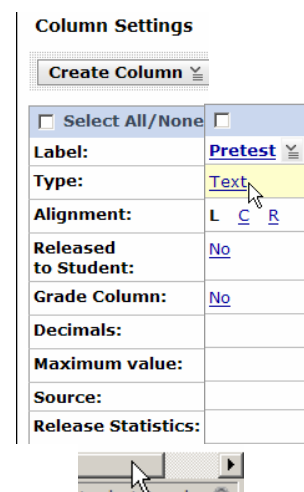 Column Settings
Create Column
Select All/None
Label: Pretest
Type: Text
Alignment: L C R
Released
to Student: No
Grade Column: No
Decimals:
Maximum value:
Source:
Release Statistics: